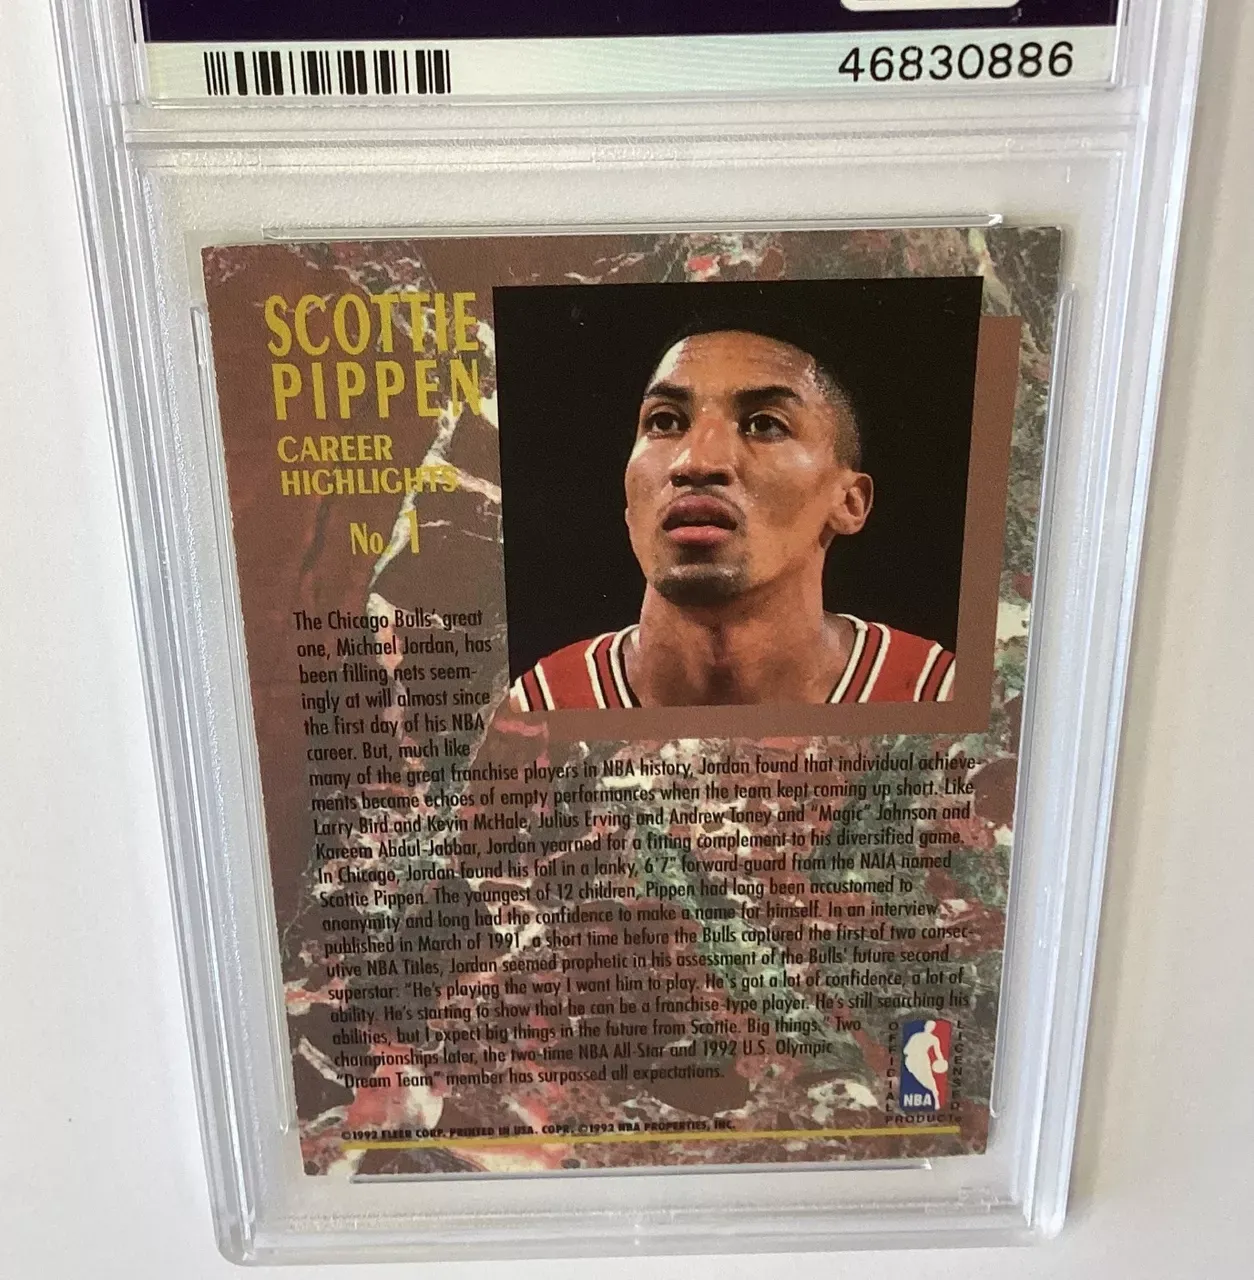 46830886
SCOTTIE
PIPPEN
CAREER
HIGHLIGHTS
No. 1
The Chicago Bulls' great
one, Michael Jordan, has
been filling nets seem-
ingly at will almost since
the first day of his NBA
career. But, much like
many of the great franchise players in NBA history, Jordan found that individual achieve-
ments became echoes of empty performances when the team kept coming up short. Like
Larry Bird and Kevin McHale, Julius Erving and Andrew Toney and "Magic" Johnson and
Kareem Abdul-Jabbar, Jordan yearned for a fitting complement to his diversified game.
In Chicago, Jordan found his foil in a lanky, 6'7" forward-guard from the NAIA named
Scottie Pippen. The youngest of 12 children, Pippen had long been accustomed to
anonymity and long had the confidence to make a name for himself. In an interview
published in March of 1991, a short time before the Bulls captured the first of two consec-
utive NBA Titles, Jordan seemed prophetic in his assessment of the Bulls' future second
superstar: "He's playing the way I want him to play. He's got a lot of confidence, a lot of
ability. He's starting to show that he can be a franchise-type player. He's still searching his
abilities, but I expect big things in the future from Scottie. Big things." Two
championships later, the two-time NBA All-Star and 1992 U.S. Olympic
"Dream Team" member has surpassed all expectations.
OFFICIAL
LICENSED
NBA
PRODUCT
©1992 FLEER CORP. PRINTED IN USA. COPR. ©1992 NBA PROPERTIES, INC.